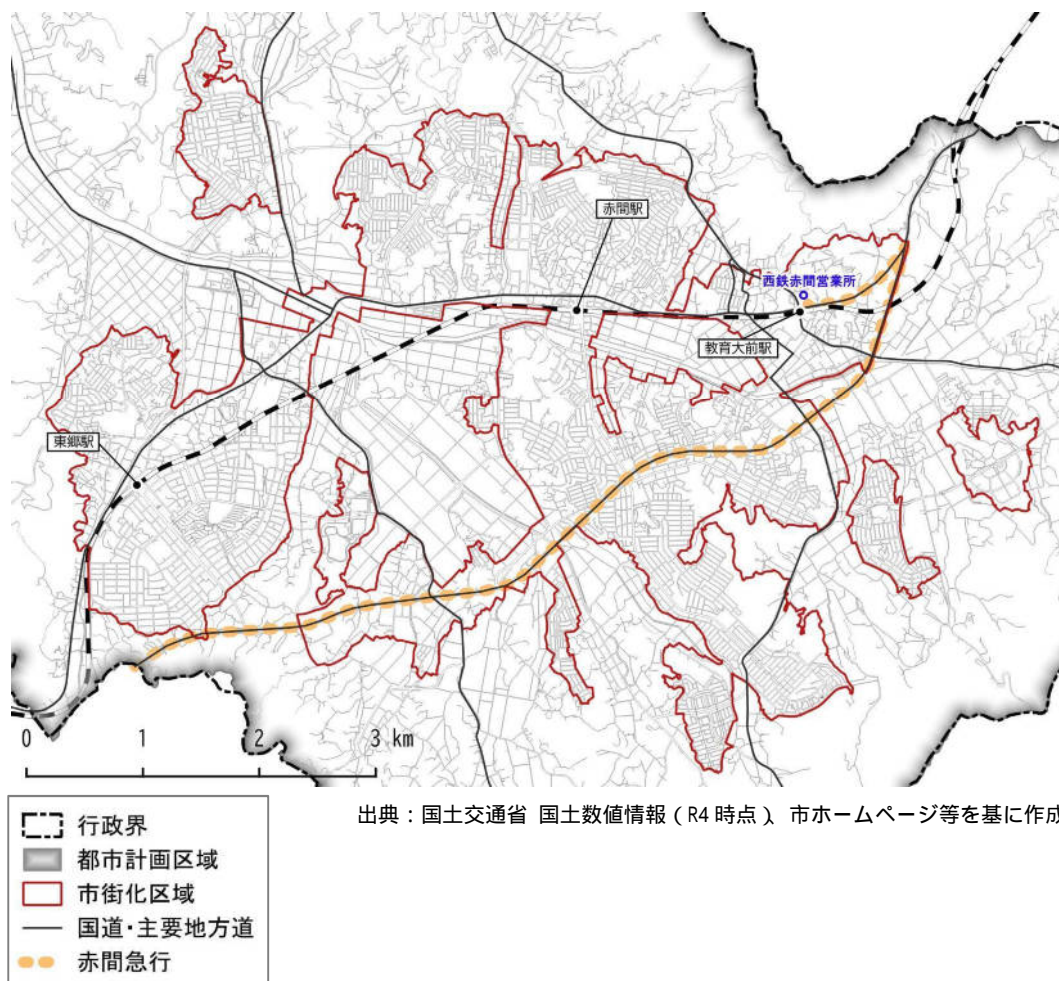 赤間駅
西鉄赤間営業所
教育大前駅
東郷駅
0 1 2 3 km
出典：国土交通省 国土数値情報（R4時点）、市ホームページ等を基に作成
行政界
都市計画区域
市街化区域
国道・主要地方道
赤間急行